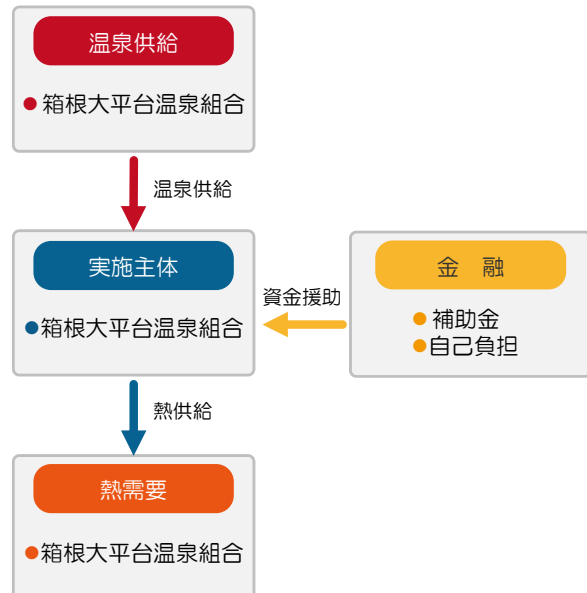 温泉供給
●箱根大平台温泉組合
温泉供給
実施主体
●箱根大平台温泉組合
資金援助
金　融
●補助金
●自己負担
熱供給
熱需要
●箱根大平台温泉組合